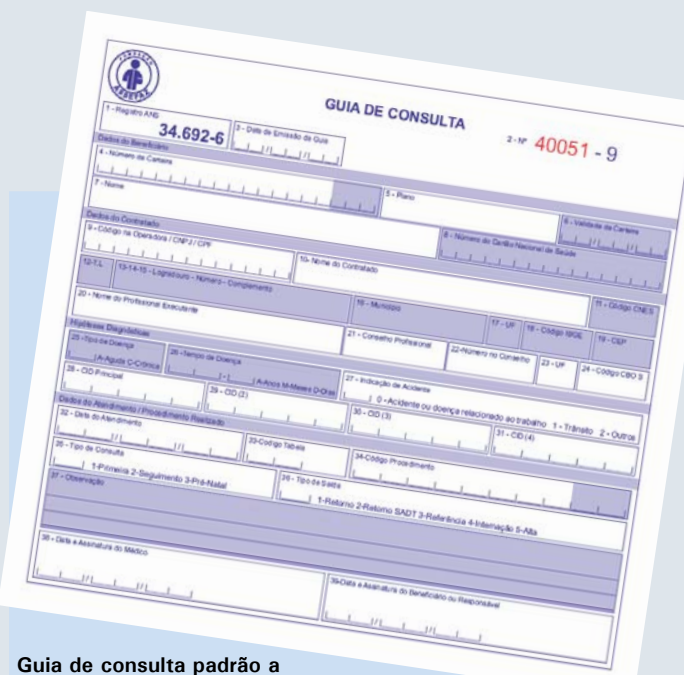 FUNDAÇÃO
ASSEFAZ
GUIA DE CONSULTA
2 - Nº 40051 - 9
1 - Registro ANS
34.692-6
3 - Data de Emissão da Guia
Dados do Beneficiário
4 - Número da Carteira
5 - Plano
6 - Validade da Carteira
7 - Nome
8 - Número do Cartão Nacional de Saúde
Dados do Contratado
9 - Código na Operadora / CNPJ / CPF
10- Nome do Contratado
11 - Código CNES
12-T.L
13-14-15 - Logradouro - Número - Complemento
16 - Município
17 - UF
18 - Código IBGE
19 - CEP
20 - Nome do Profissional Executante
21 - Conselho Profissional
22-Número no Conselho
23 - UF
24 - Código CBO S
Hipóteses Diagnósticas
25 -Tipo de Doença
A-Aguda C-Crônica
26 -Tempo de Doença
A-Anos M-Meses D-Dias
27 - Indicação de Acidente
0 - Acidente ou doença relacionado ao trabalho 1 - Trânsito 2 - Outros
28 - CID Principal
29 - CID (2)
30 - CID (3)
31 - CID (4)
Dados do Atendimento / Procedimento Realizado
32 - Data do Atendimento
33-Codigo Tabela
34-Código Procedimento
35 - Tipo de Consulta
1-Primeira 2-Seguimento 3-Pré-Natal
36 - Tipo de Saída
1-Retorno 2-Retorno SADT 3-Referência 4-Internação 5-Alta
37 - Observação
38 - Data e Assinatura do Médico
39-Data e Assinatura do Beneficiário ou Responsável
Guia de consulta padrão a